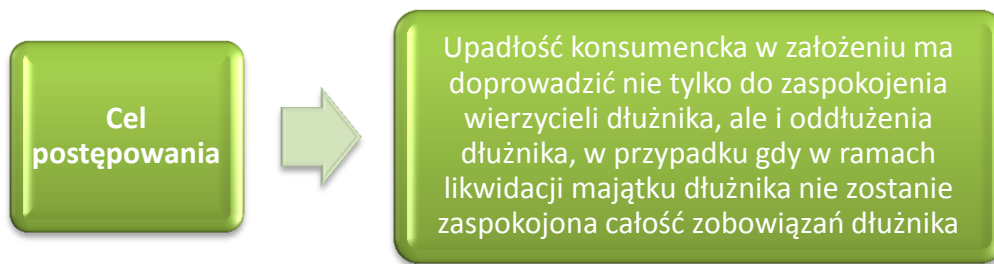 Cel
postępowania
Upadłość konsumencka w założeniu ma
doprowadzić nie tylko do zaspokojenia
wierzycieli dłużnika, ale i oddłużenia
dłużnika, w przypadku gdy w ramach
likwidacji majątku dłużnika nie zostanie
zaspokojona całość zobowiązań dłużnika